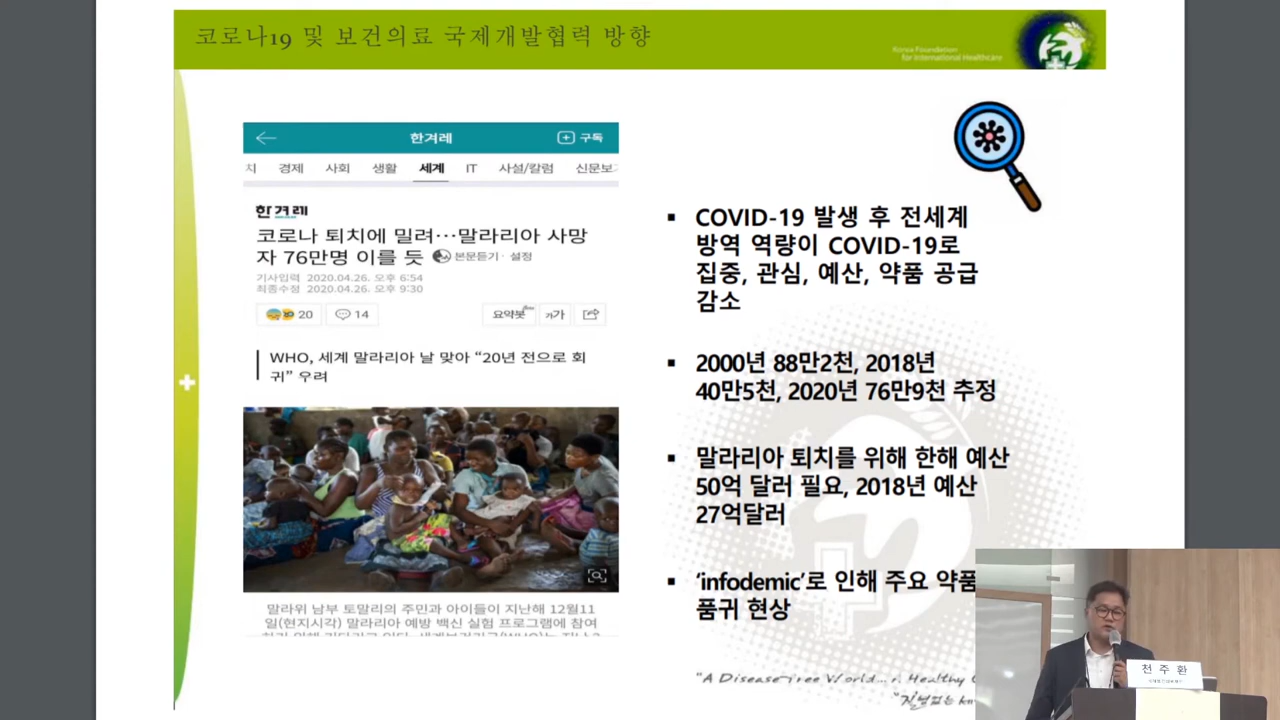 코로나19 및 보건의료 국제개발협력 방향
Korea Foundation
for International Healthcare
한겨레
구독
경제 사회 생활 세계 IT 사설/칼럼 신문보
한겨레
코로나 퇴치에 밀려…말라리아 사망
자 76만명 이를 듯 본문듣기 · 설정
기사입력 2020.04.26. 오후 6:54
최종수정 2020.04.26. 오후 9:30
20 14 요약봇 가가
WHO, 세계 말라리아 날 맞아 “20년 전으로 회
귀” 우려
말라위 남부 토말리의 주민과 아이들이 지난해 12월11
일(현지시각) 말라리아 예방 백신 실험 프로그램에 참여
▪ COVID-19 발생 후 전세계
방역 역량이 COVID-19로
집중, 관심, 예산, 약품 공급
감소
▪ 2000년 88만2천, 2018년
40만5천, 2020년 76만9천 추정
▪ 말라리아 퇴치를 위해 한해 예산
50억 달러 필요, 2018년 예산
27억달러
▪ ‘infodemic’로 인해 주요 약품
품귀 현상
“A Disease Free World... Healthy
“질병없는
천 주 환